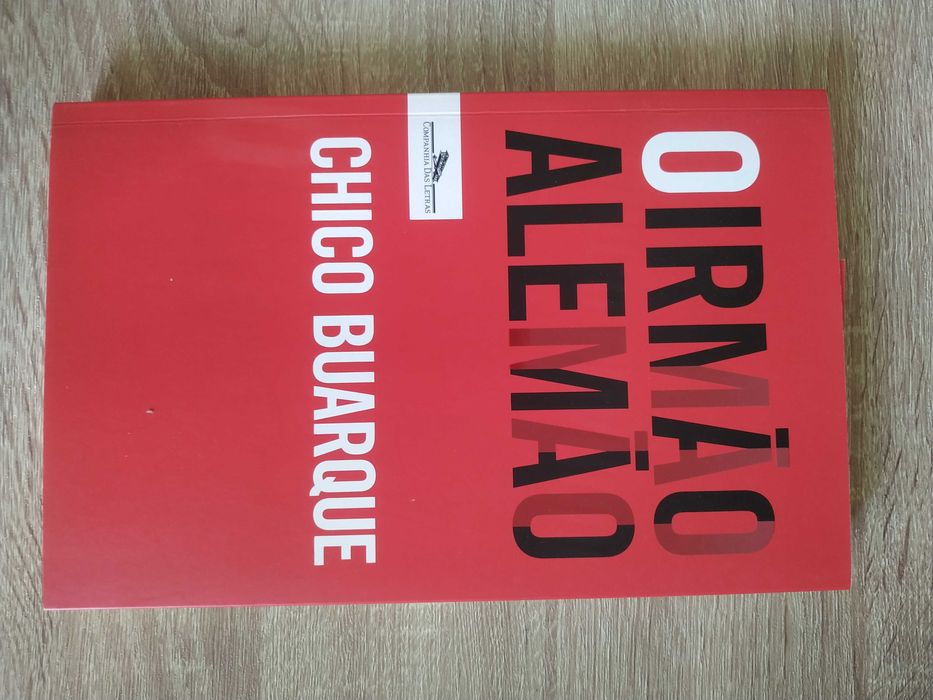 O IRMÃO
ALEMÃO
COMPANHIA DAS LETRAS
CHICO BUARQUE